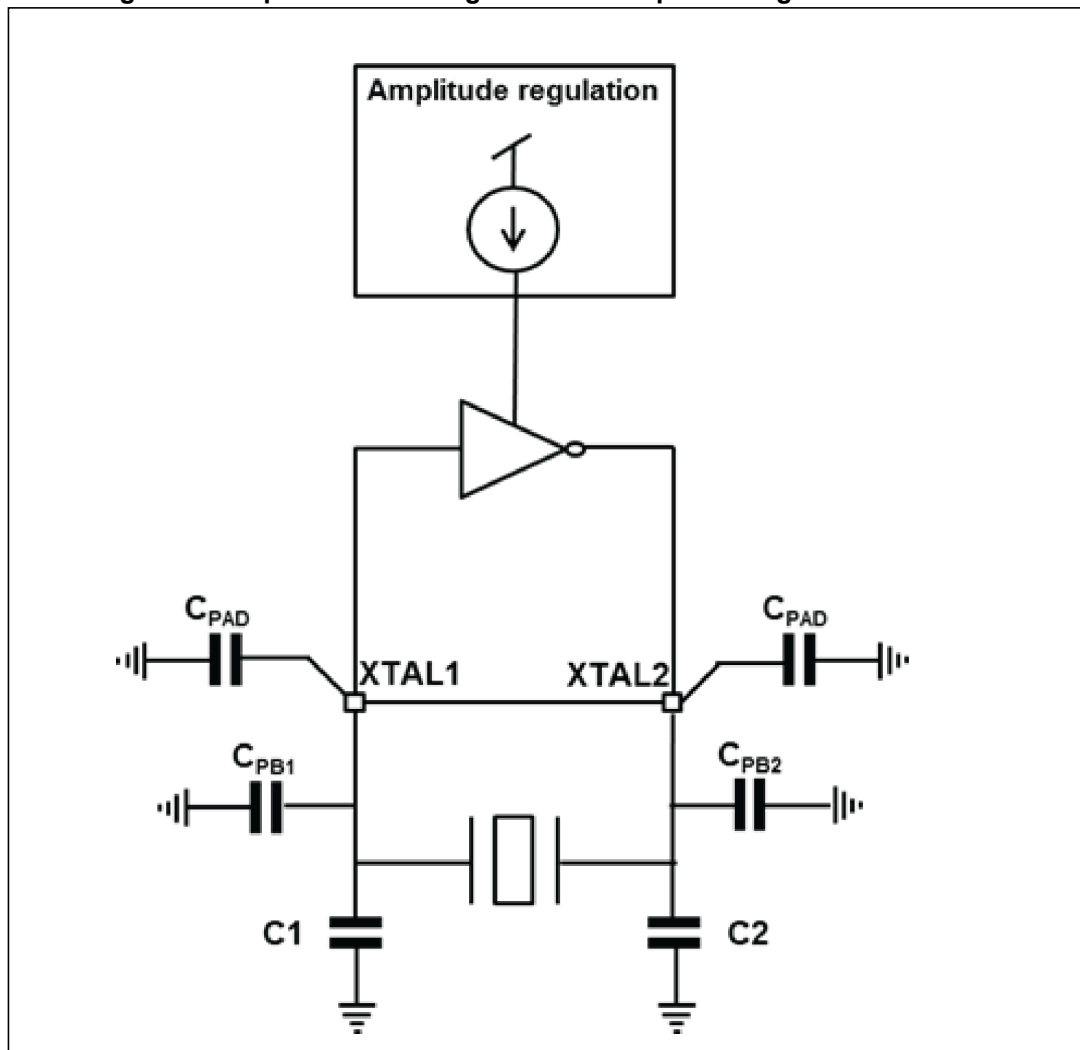 Amplitude regulation
CPAD
CPAD
XTAL1 XTAL2
CPB1
CPB2
C1
C2